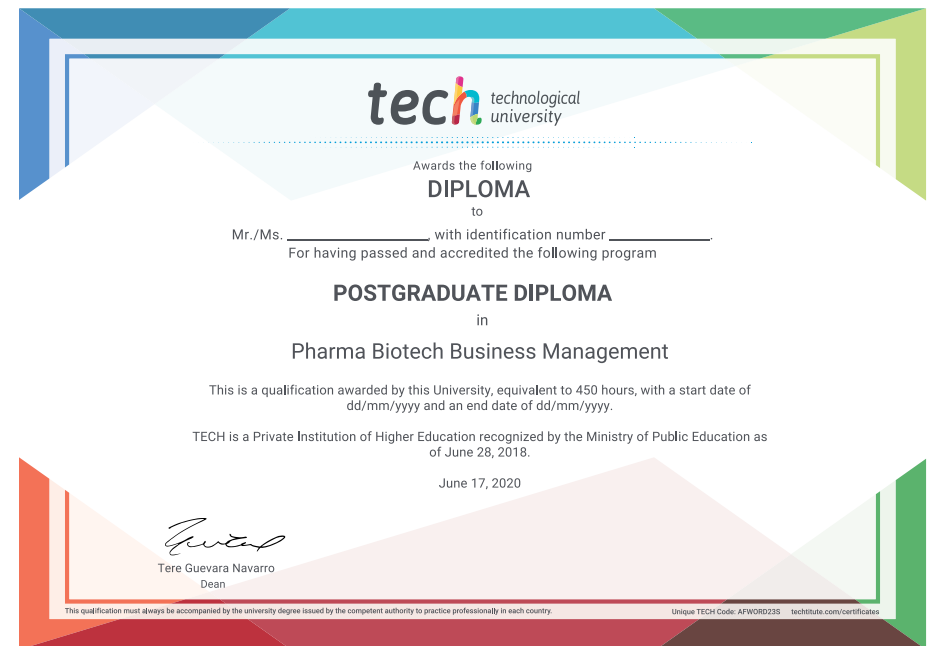 tech technological
university
Awards the following
DIPLOMA
to
Mr./Ms. ____________, with identification number ____________.
For having passed and accredited the following program
POSTGRADUATE DIPLOMA
in
Pharma Biotech Business Management
This is a qualification awarded by this University, equivalent to 450 hours, with a start date of
dd/mm/yyyy and an end date of dd/mm/yyyy.
TECH is a Private Institution of Higher Education recognized by the Ministry of Public Education as
of June 28, 2018.
June 17, 2020
Tere Guevara Navarro
Dean
This qualification must always be accompanied by the university degree issued by the competent authority to practice professionally in each country.
Unique TECH Code: AFWORD23S techtitute.com/certificates